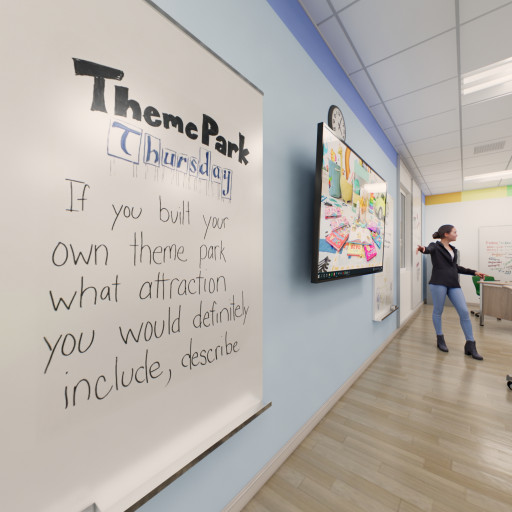 Theme Park
Thursday
If you built your
own theme park
what attraction
you would definitely
include, describe